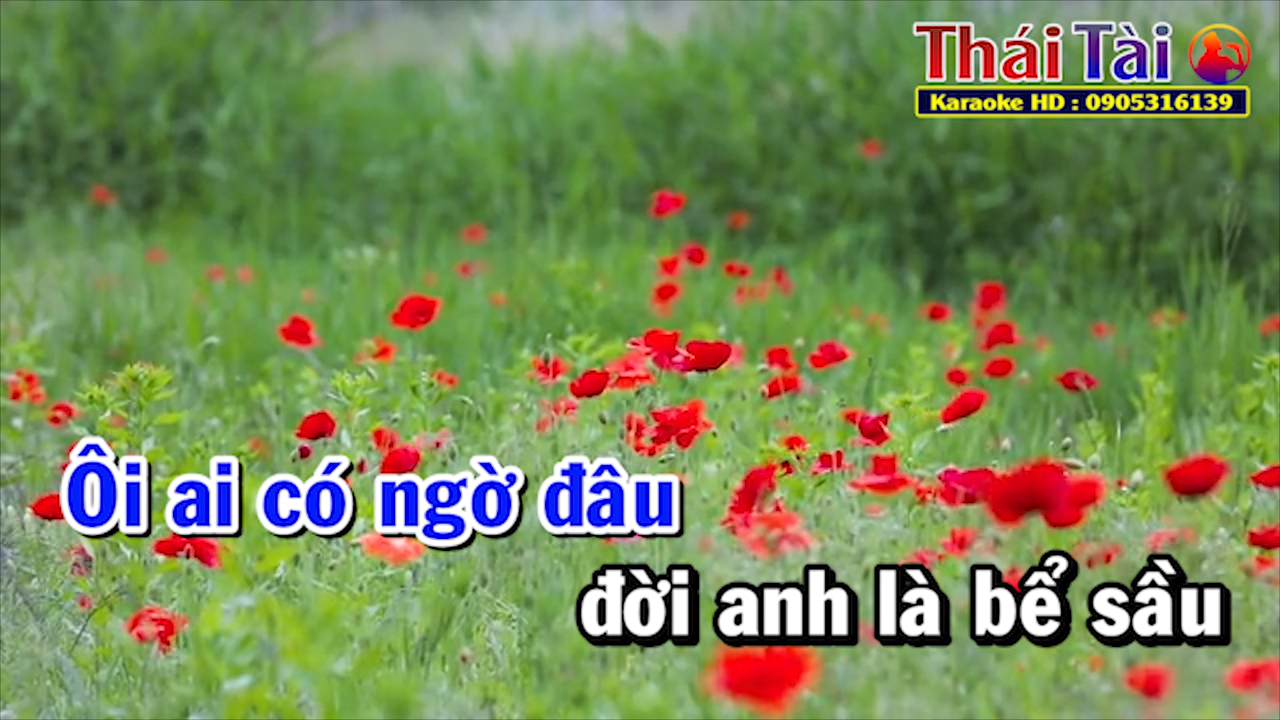 Thái Tài
Karaoke HD : 0905316139
Ôi ai có ngờ đâu
đời anh là bể sầu